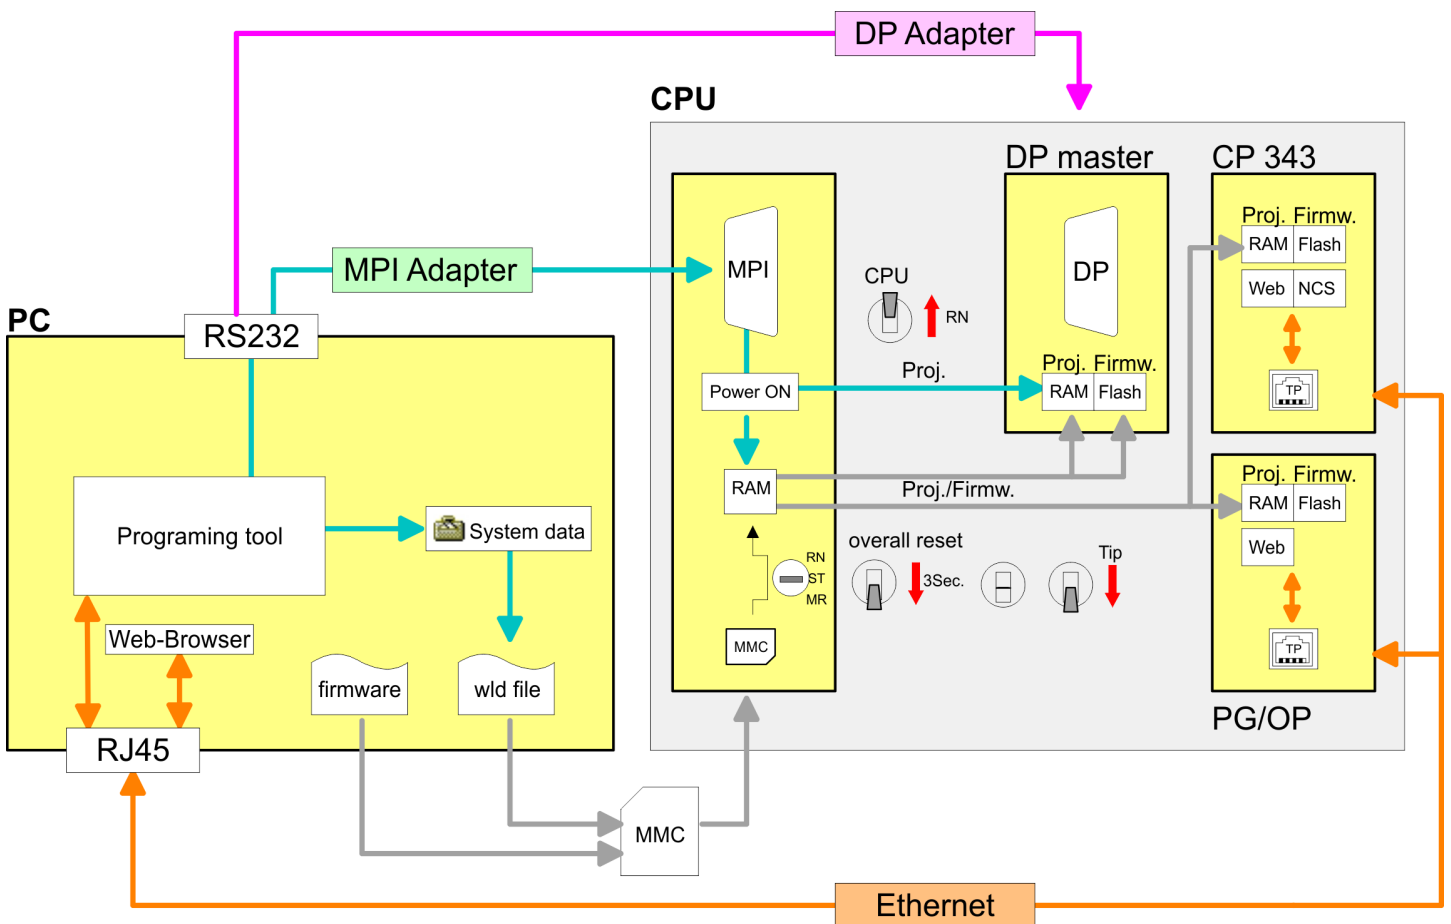 DP Adapter
CPU
DP master
CP 343
Proj. Firmw.
RAM Flash
Web NCS
TP
MPI Adapter
MPI
CPU
RN
DP
PC
RS232
Proj.
Proj. Firmw.
RAM Flash
Power ON
RAM
Proj./Firmw.
Proj. Firmw.
RAM Flash
Web
TP
PG/OP
Programing tool
System data
overall reset
3Sec.
Tip
RN
ST
MR
MMC
Web-Browser
firmware
wld file
RJ45
MMC
Ethernet